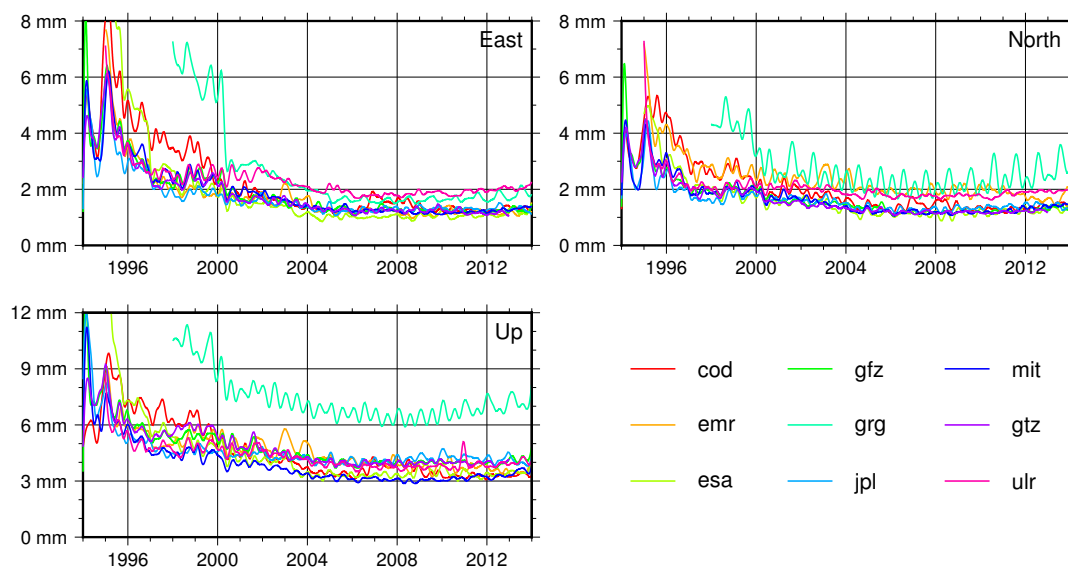 8 mm
6 mm
4 mm
2 mm
0 mm
East
1996 2000 2004 2008 2012
8 mm
6 mm
4 mm
2 mm
0 mm
North
1996 2000 2004 2008 2012
12 mm
9 mm
6 mm
3 mm
0 mm
Up
1996 2000 2004 2008 2012
cod gfz mit
emr grg gtz
esa jpl ulr